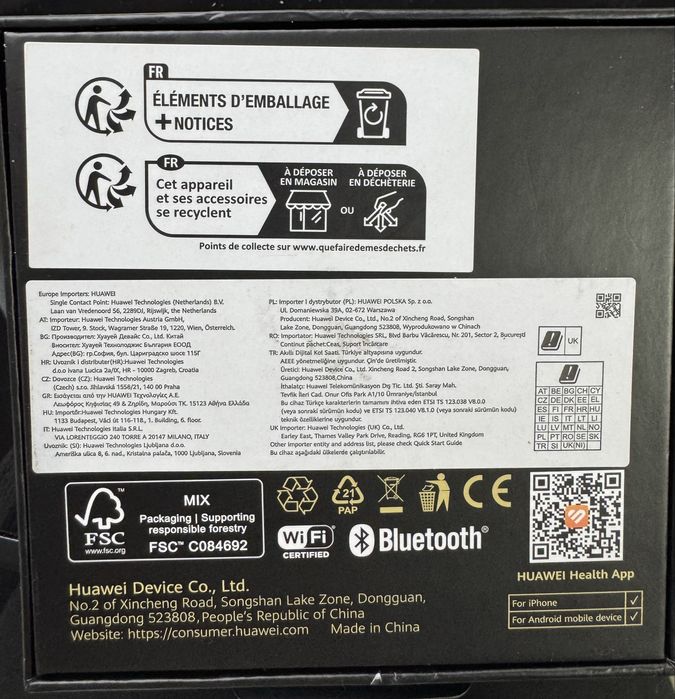 FR
ÉLÉMENTS D'EMBALLAGE
+NOTICES
FR
Cet appareil
et ses accessoires
se recyclent
À DÉPOSER
EN MAGASIN
OU
À DÉPOSER
EN DÉCHÈTERIE
Points de collecte sur www.quefairedemesdechets.fr
Europe Importers: HUAWEI
Single Contact Point: Huawei Technologies (Netherlands) B.V.
Laan van Vredenoord 56, 2289DJ, Rijswijk, Netherlands
AT: Importeur: Huawei Technologies Austria GmbH,
IZD Tower, 9. Stock, Wagramer Straße 19, 1220, Wien, Österreich.
BG: Производител: Хуауей Девайс Ко., Ltd. Китай
Вносител: Хуауей Технолоджис България ЕООД
Адрес(BG): гр.София, бул. Цариградско шосе 115Г
HR: Uvoznik i distributer(HR):Huawei Technologies
d.o.o Ivana Lucica 2a/IX, HR - 10000 Zagreb, Croatia
CZ: Dovozce (CZ): Huawei Technologies
(Czech) s.r.o. Jihlavská 1558/21, 140 00 Praha
GR: Εισάγεται από την HUAWEI ΤΕΧΝΟΛΟΓΙΕΣ Α.Ε.
Λεωφόρος Κηφισίας 49 & Ζηρίδη, Μαρούσι ΤΚ. 15123 Αθήνα Ελλάδας
HU: Importőr:Huawei Technologies Hungary Kft.
1133 Budapest, Váci út 116-118., 1. Building, 6. floor.
IT: Huawei Technologies Italia S.R.L.
VIA LORENTEGGIO 240 TORRE A 20147 MILANO, ITALY
Uvoznik: (SI): Huawei Technologies Ljubljana d.o.o.
Ameriška ulica 8, 6. nad., Kristalna palača, 1000 Ljubljana, Slovenia
PL: Importer i dystrybutor (PL): HUAWEI POLSKA Sp. z o.o.
Ul. Domaniewska 39A, 02-672 Warszawa
Producent: Huawei Device Co., Ltd., No.2 of Xincheng Road, Songshan
Lake Zone, Dongguan, Guangdong 523808, Wyprodukowano w Chinach
RO: Importator: Huawei Technologies SRL, Blvd Barbu Văcărescu, Nr. 201, Sector 2, București
Continut pachet:Ceas, Suport încărcare
TR: Akıllı Dijital Kol Saati. Türkiye altyapısına uygundur.
AEEE yönetmeliğine uygundur. Çin'de üretilmiştir.
Üretici: Huawei Device Co., Ltd. Xincheng Road 2, Songshan Lake Zone, Dongguan,
Guangdong 523808,China
İthalatçı: Huawei Telekomünikasyon Dış Tic. Ltd. Şti. Saray Mah,
Tevfik İleri Cad. Onur Ofis Park A1/10 Ümraniye/İstanbul
Bu cihaz Türkçe karakterlerin tamamını ihtiva eden ETSI TS 123.038 V8.0.0
(veya sonraki sürümün kodu) ve ETSI TS 123.040 V8.1.0 (veya sonraki sürümün kodu)
teknik özelliklerine uygundur.
UK Importer: Huawei Technologies (UK) Co., Ltd.
Earley East, Thames Valley Park Drive, Reading, RG6 1PT, United Kingdom
Other importer entity and address list, please check Quick Start Guide
Bu cihaz aşağıdaki ülkelerde çalıştırılabilir.
UK
AT BE BG CH CY
CZ DE DK EE EL
ES FI FR HR HU
IE IS IT LT LI
LU LV MT NL NO
PL PT RO SE SK
TR SI UK(NI)
FSC
www.fsc.org
MIX
Packaging | Supporting
responsible forestry
FSC™ C084692
21
PAP
CE
Wi Fi
CERTIFIED
Bluetooth®
HUAWEI Health App
For iPhone ✓
For Android mobile device ✓
Huawei Device Co., Ltd.
No.2 of Xincheng Road, Songshan Lake Zone, Dongguan,
Guangdong 523808,People's Republic of China
Website: https://consumer.huawei.com Made in China